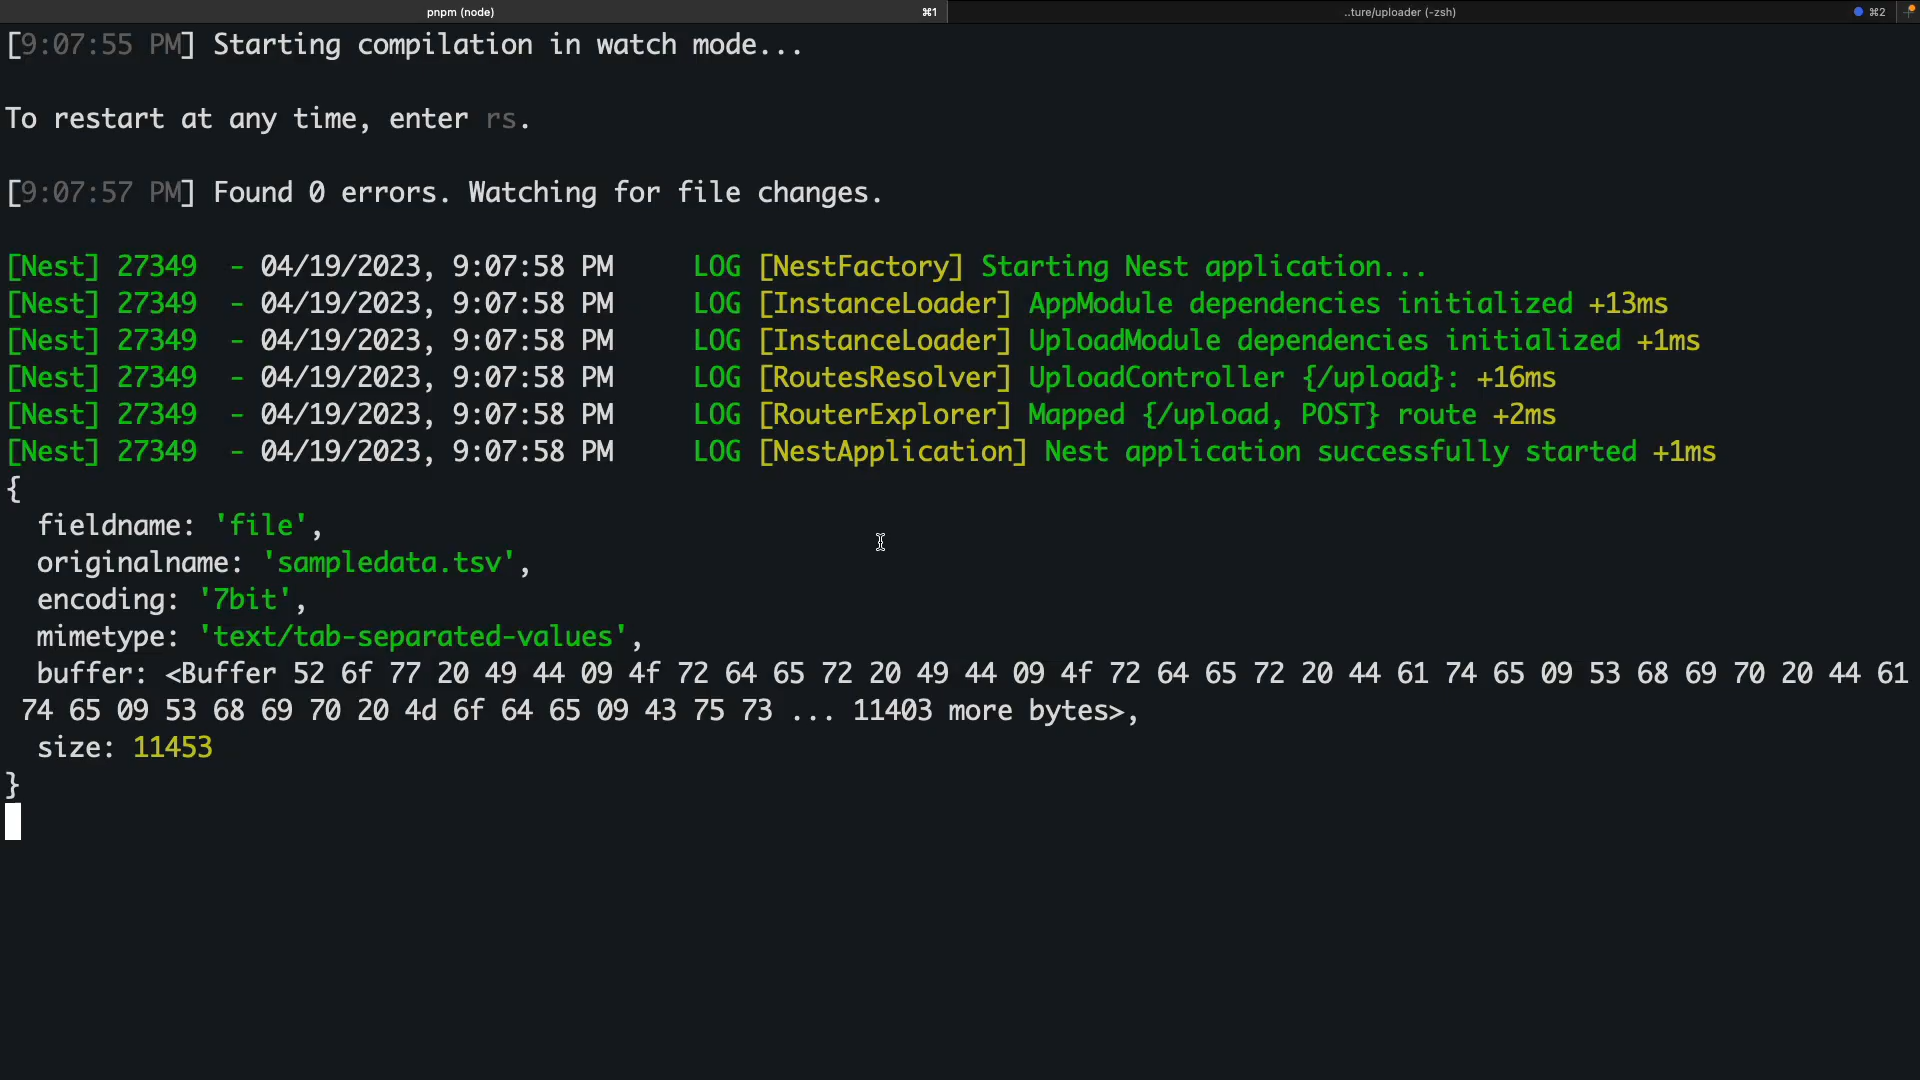 pnpm (node) ⌘1 ..ture/uploader (-zsh) ⌘2
[9:07:55 PM] Starting compilation in watch mode...
To restart at any time, enter rs.
[9:07:57 PM] Found 0 errors. Watching for file changes.
[Nest] 27349  - 04/19/2023, 9:07:58 PM     LOG [NestFactory] Starting Nest application...
[Nest] 27349  - 04/19/2023, 9:07:58 PM     LOG [InstanceLoader] AppModule dependencies initialized +13ms
[Nest] 27349  - 04/19/2023, 9:07:58 PM     LOG [InstanceLoader] UploadModule dependencies initialized +1ms
[Nest] 27349  - 04/19/2023, 9:07:58 PM     LOG [RoutesResolver] UploadController {/upload}: +16ms
[Nest] 27349  - 04/19/2023, 9:07:58 PM     LOG [RouterExplorer] Mapped {/upload, POST} route +2ms
[Nest] 27349  - 04/19/2023, 9:07:58 PM     LOG [NestApplication] Nest application successfully started +1ms
{
  fieldname: 'file',
  originalname: 'sampledata.tsv',
  encoding: '7bit',
  mimetype: 'text/tab-separated-values',
  buffer: <Buffer 52 6f 77 20 49 44 09 4f 72 64 65 72 20 49 44 09 4f 72 64 65 72 20 44 61 74 65 09 53 68 69 70 20 44 61
 74 65 09 53 68 69 70 20 4d 6f 64 65 09 43 75 73 ... 11403 more bytes>,
  size: 11453
}